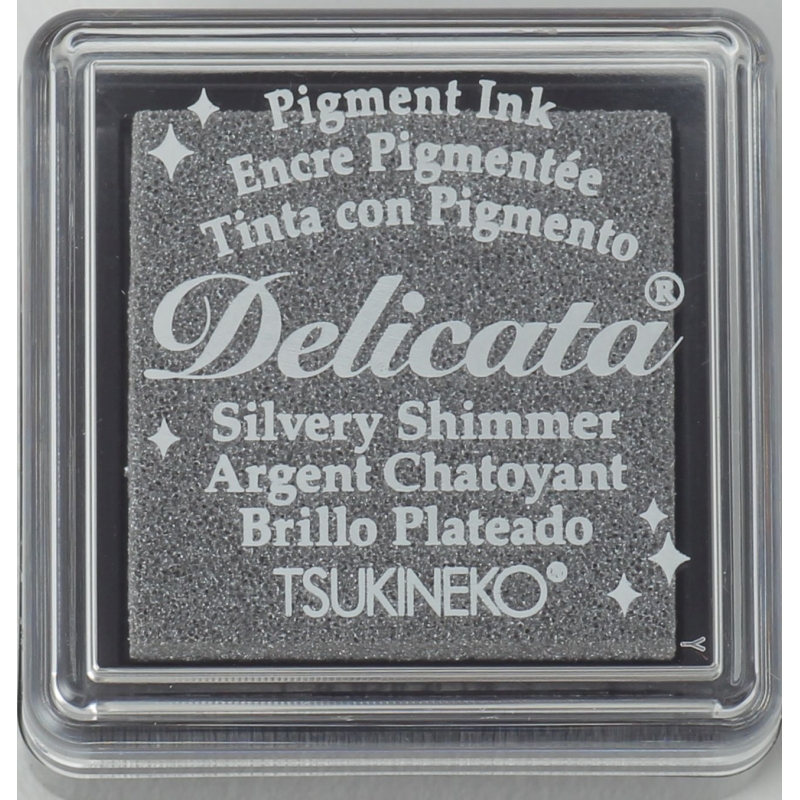 Pigment Ink
Encre Pigmentée
Tinta con Pigmento
Delicata®
Silvery Shimmer
Argent Chatoyant
Brillo Plateado
TSUKINEKO®
Y